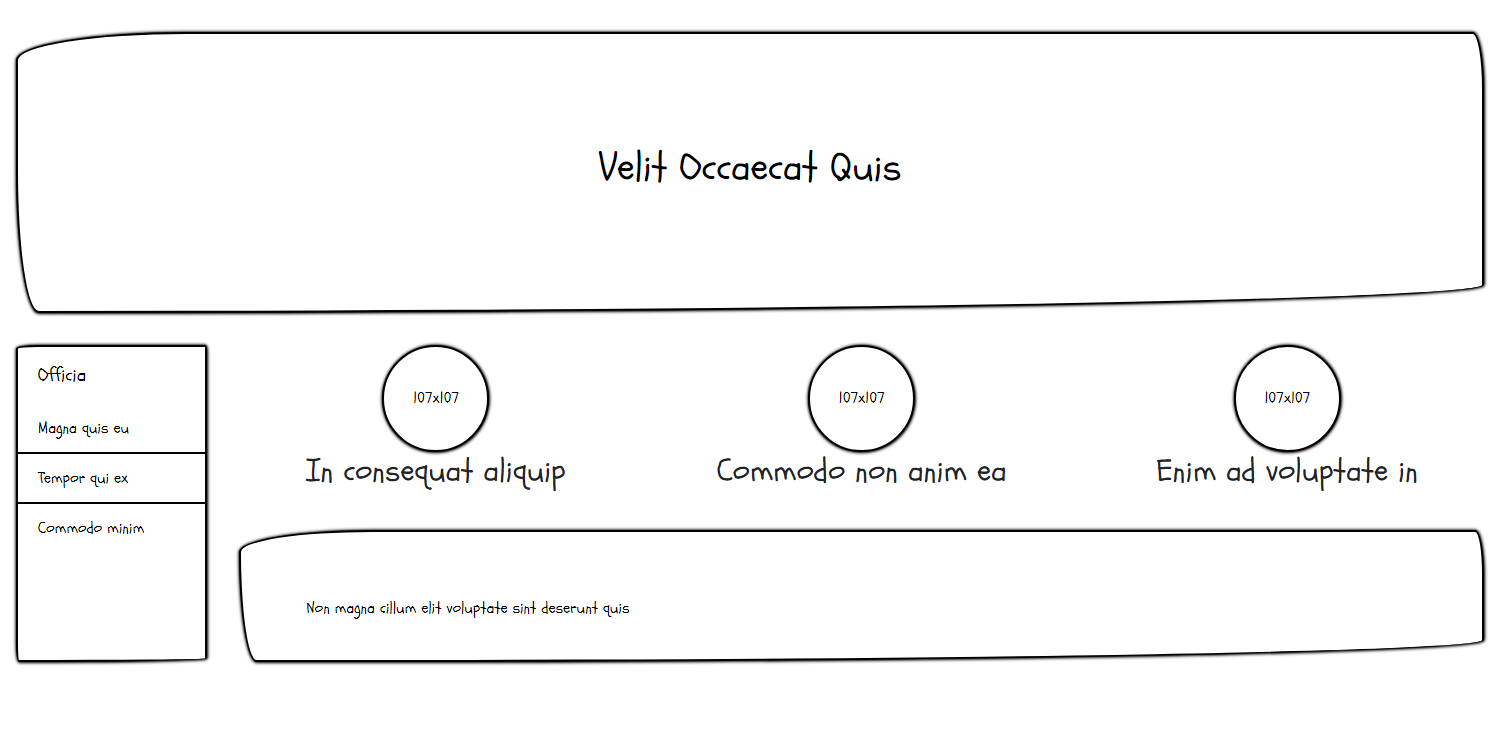 Velit Occaecat Quis
Officia
Magna quis eu
Tempor qui ex
Commodo minim
107x107
In consequat aliquip
107x107
Commodo non anim ea
107x107
Enim ad voluptate in
Non magna cillum elit voluptate sint deserunt quis